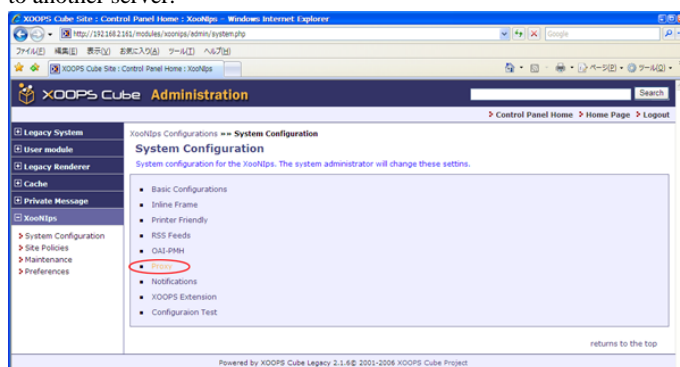 to another server.
XOOPS Cube Site : Control Panel Home : XooNIps - Windows Internet Explorer
http://192.168.2.161/modules/xoonips/admin/system.php
Google
ファイル(F) 編集(E) 表示(V) お気に入り(A) ツール(T) ヘルプ(H)
XOOPS Cube Site : Control Panel Home : XooNIps
ページ(P) ツール(O)
XOOPS Cube Administration
Search
Control Panel Home Home Page Logout
Legacy System
User module
Legacy Renderer
Cache
Private Message
XooNIps
System Configuration
Site Policies
Maintenance
Preferences
XooNIps Configurations »» System Configuration
System Configuration
System configuration for the XooNIps. The system administrator will change these settins.
Basic Configurations
Inline Frame
Printer Friendly
RSS Feeds
OAI-PMH
Proxy
Notifications
XOOPS Extension
Configuraion Test
returns to the top
Powered by XOOPS Cube Legacy 2.1.6© 2001-2006 XOOPS Cube Project